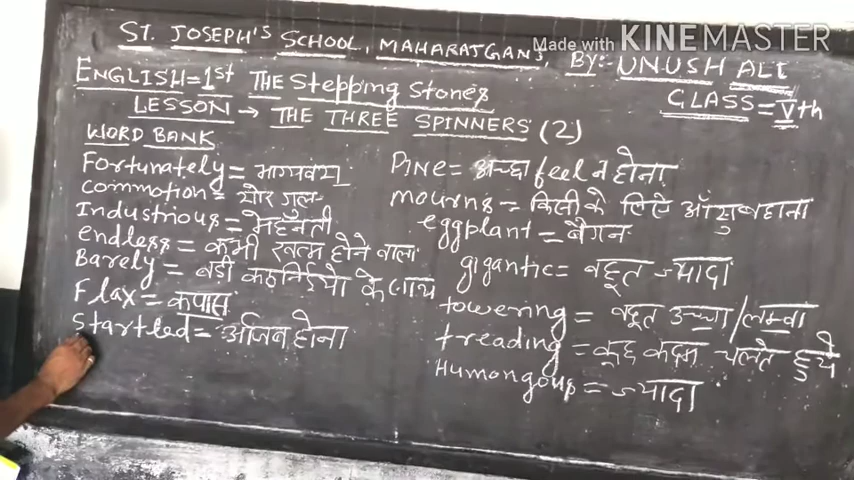 ST. JOSEPH'S SCHOOL, MAHARAJGANJ, BY:- UNUSH ALI
Made with KINEMASTER
ENGLISH=1st THE Stepping Stones
CLASS = Vth
LESSON → THE THREE SPINNERS (2)
WORD BANK
Fortunately = भाग्यवश
commotion = शोर गुल
Industrious = मेहनती
endless = कभी खत्म होने वाला
Barely = बड़ी के साथ
Flax = कपास
Startled = अजिब होना
Pine = अच्छा feel न होना
mourns = किसी के लिऐ ऑसु बहाना
eggplant = बैगन
gigantic = बहूत ज्यादा
towering = बहूत उच्चा/लम्बा
treading = कूछ कदम चलते हुये
Humongous = ज्यादा